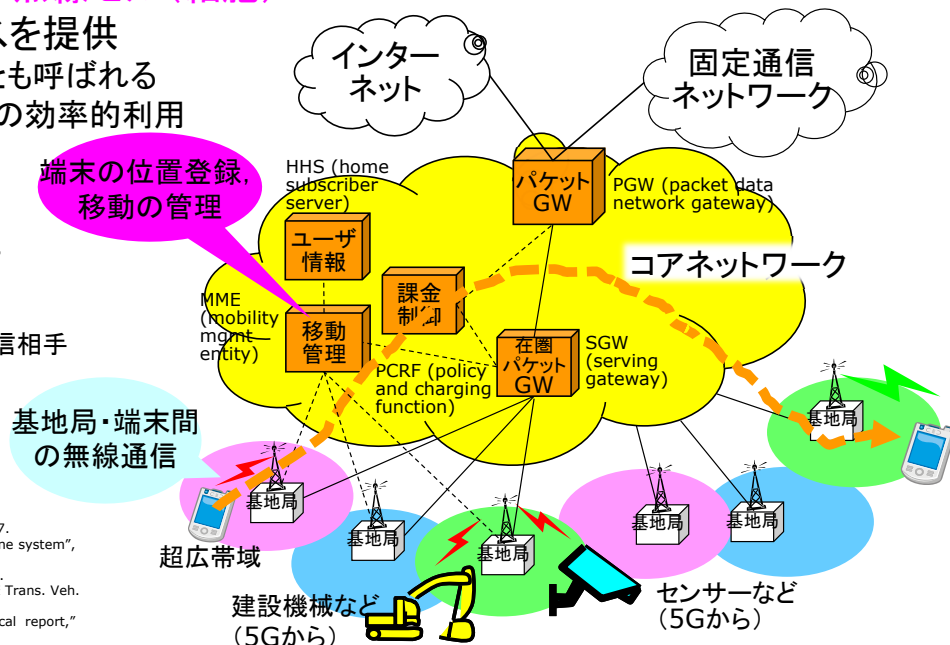 スを提供
とも呼ばれる
の効率的利用
インター
ネット
固定通信
ネットワーク
端末の位置登録,
移動の管理
HHS (home
subscriber
server)
パケット
GW
PGW (packet data
network gateway)
ユーザ
情報
コアネットワーク
課金
制御
MME
(mobility
mgmt
entity)
移動
管理
在圏
パケット
GW
SGW
(serving
gateway)
PCRF (policy
and charging
function)
信相手
基地局・端末間
の無線通信
基地局
基地局
基地局
基地局
基地局
基地局
超広帯域
建設機械など
(5Gから)
センサーなど
(5Gから)
7.
me system",
Trans. Veh.
cal report,"